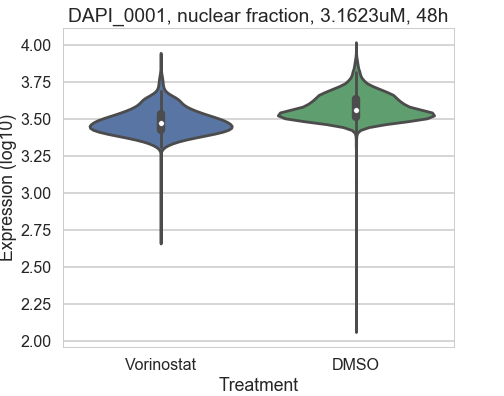 DAPI_0001, nuclear fraction, 3.1623uM, 48h
4.00
3.75
3.50
3.25
3.00
2.75
2.50
2.25
2.00
Expression (log10)
Vorinostat DMSO
Treatment